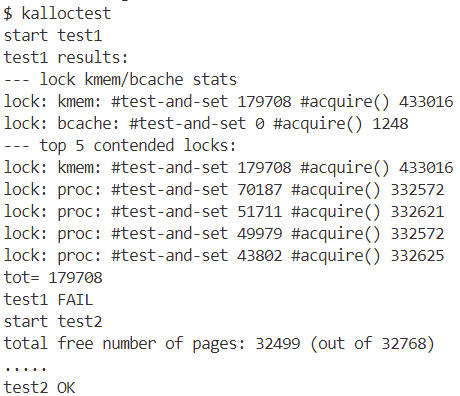 $ kalloctest
start test1
test1 results:
--- lock kmem/bcache stats
lock: kmem: #test-and-set 179708 #acquire() 433016
lock: bcache: #test-and-set 0 #acquire() 1248
--- top 5 contended locks:
lock: kmem: #test-and-set 179708 #acquire() 433016
lock: proc: #test-and-set 70187 #acquire() 332572
lock: proc: #test-and-set 51711 #acquire() 332621
lock: proc: #test-and-set 49979 #acquire() 332572
lock: proc: #test-and-set 43802 #acquire() 332625
tot= 179708
test1 FAIL
start test2
total free number of pages: 32499 (out of 32768)
.....
test2 OK